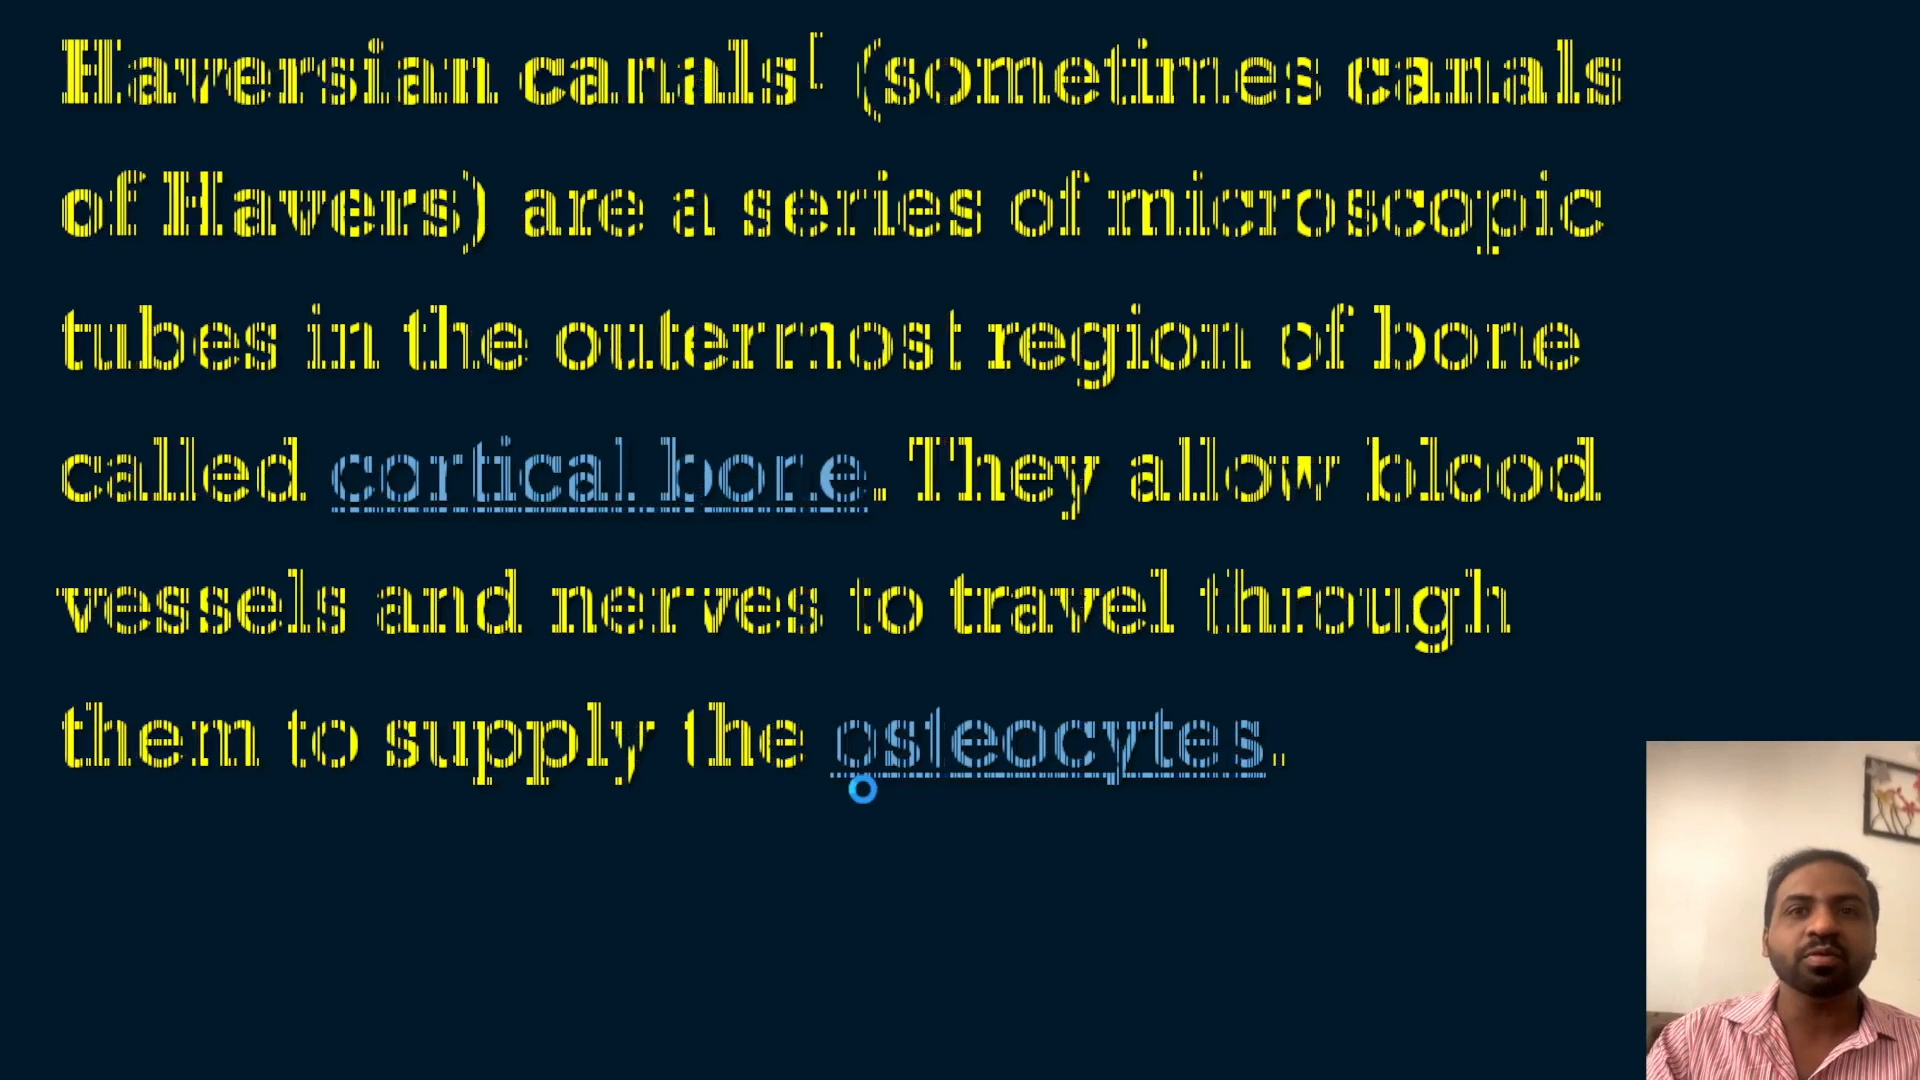 Haversian canals[ (sometimes canals
of Havers) are a series of microscopic
tubes in the outermost region of bone
called cortical bone. They allow blood
vessels and nerves to travel through
them to supply the osteocytes.